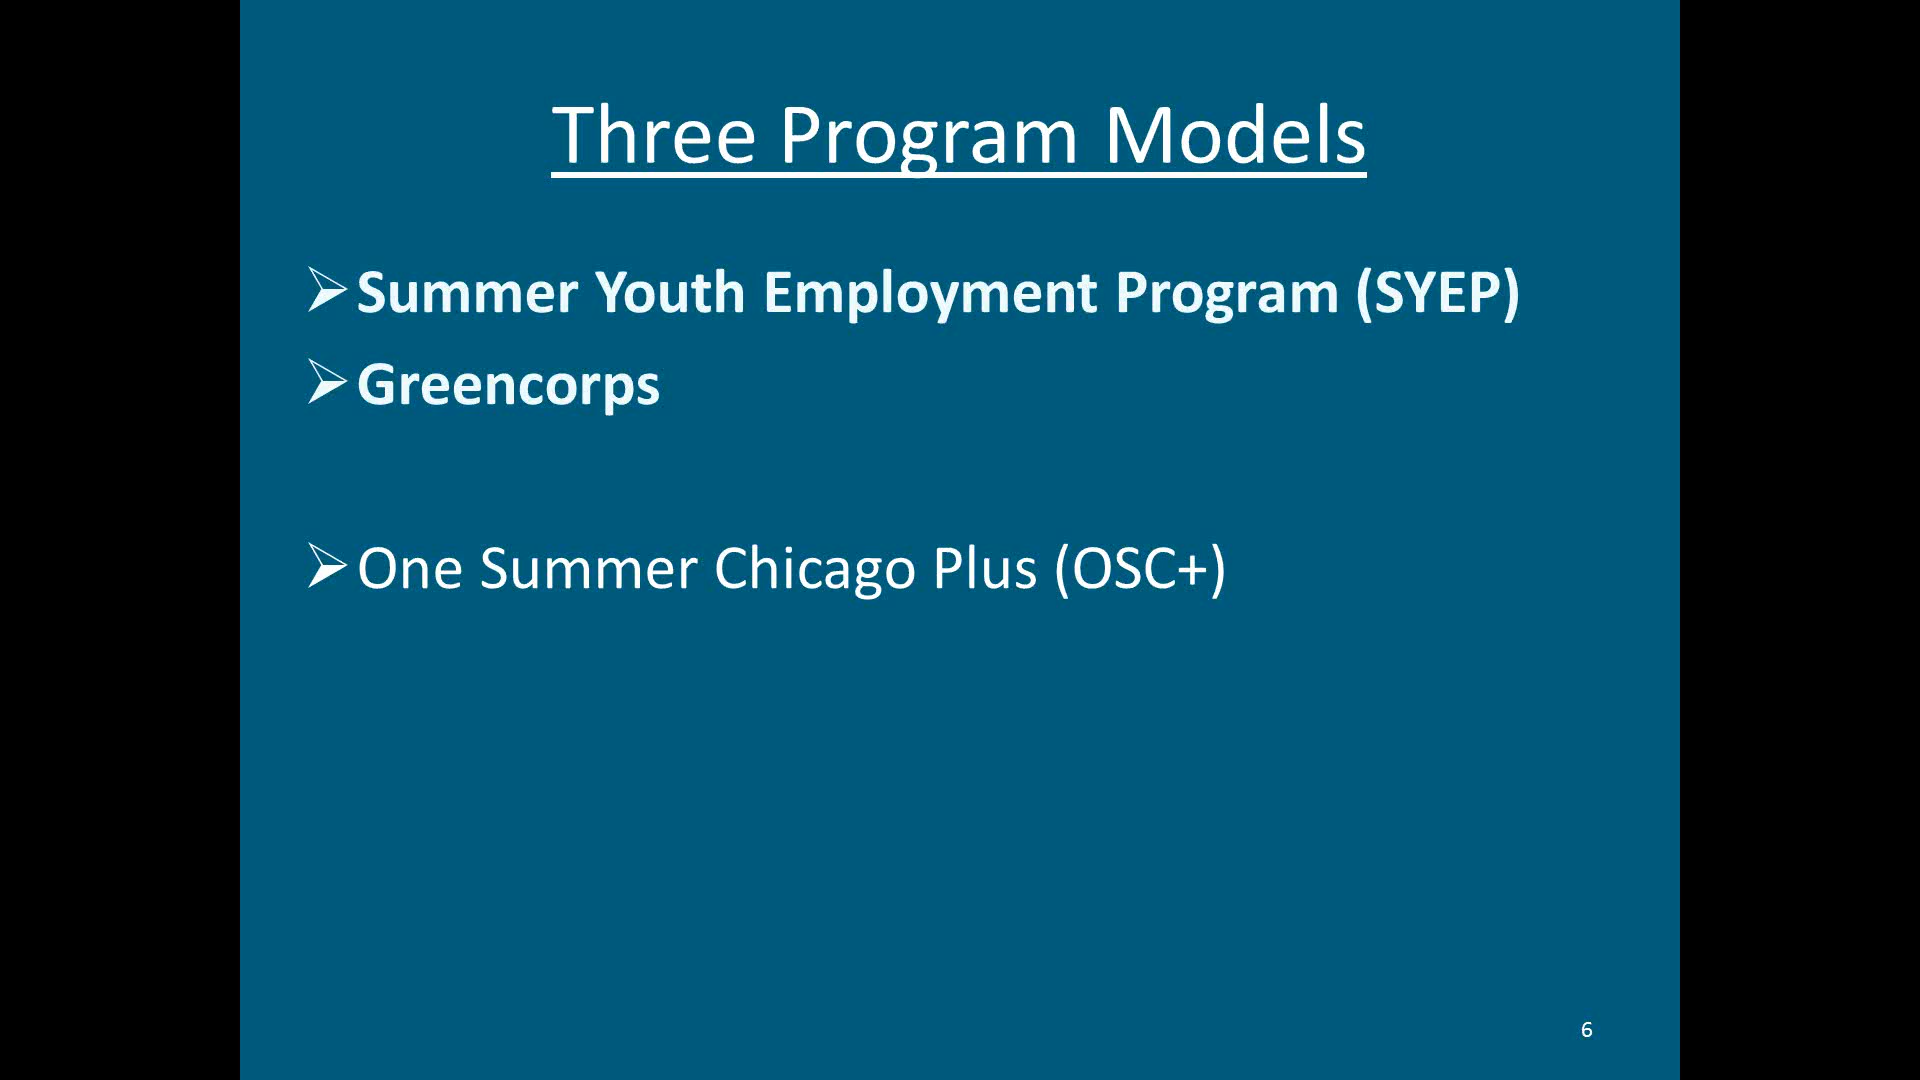 Three Program Models
➢Summer Youth Employment Program (SYEP)
➢Greencorps
➢One Summer Chicago Plus (OSC+)
6